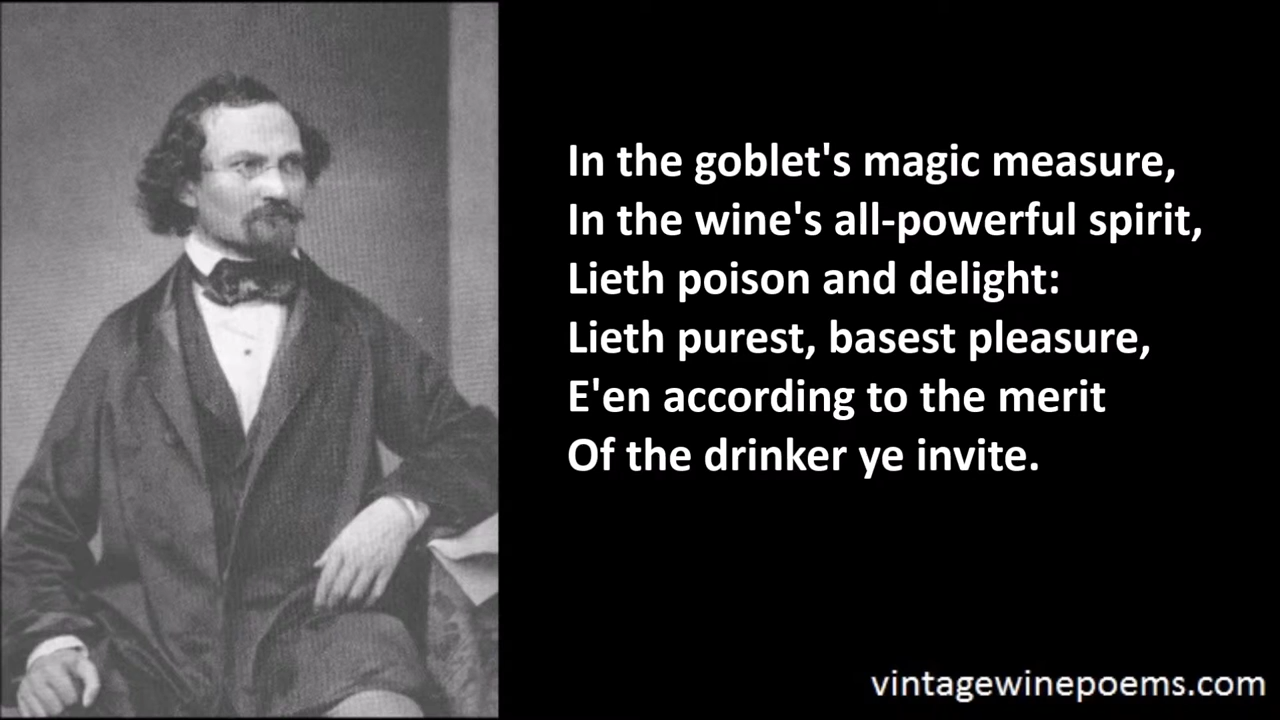 In the goblet's magic measure,
In the wine's all-powerful spirit,
Lieth poison and delight:
Lieth purest, basest pleasure,
E'en according to the merit
Of the drinker ye invite.
vintagewinepoems.com